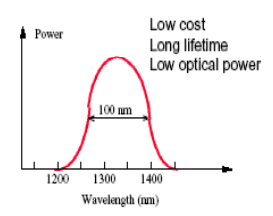 Low cost
Long lifetime
Low optical power
Power
100 nm
1200 1300 1400
Wavelength (nm)